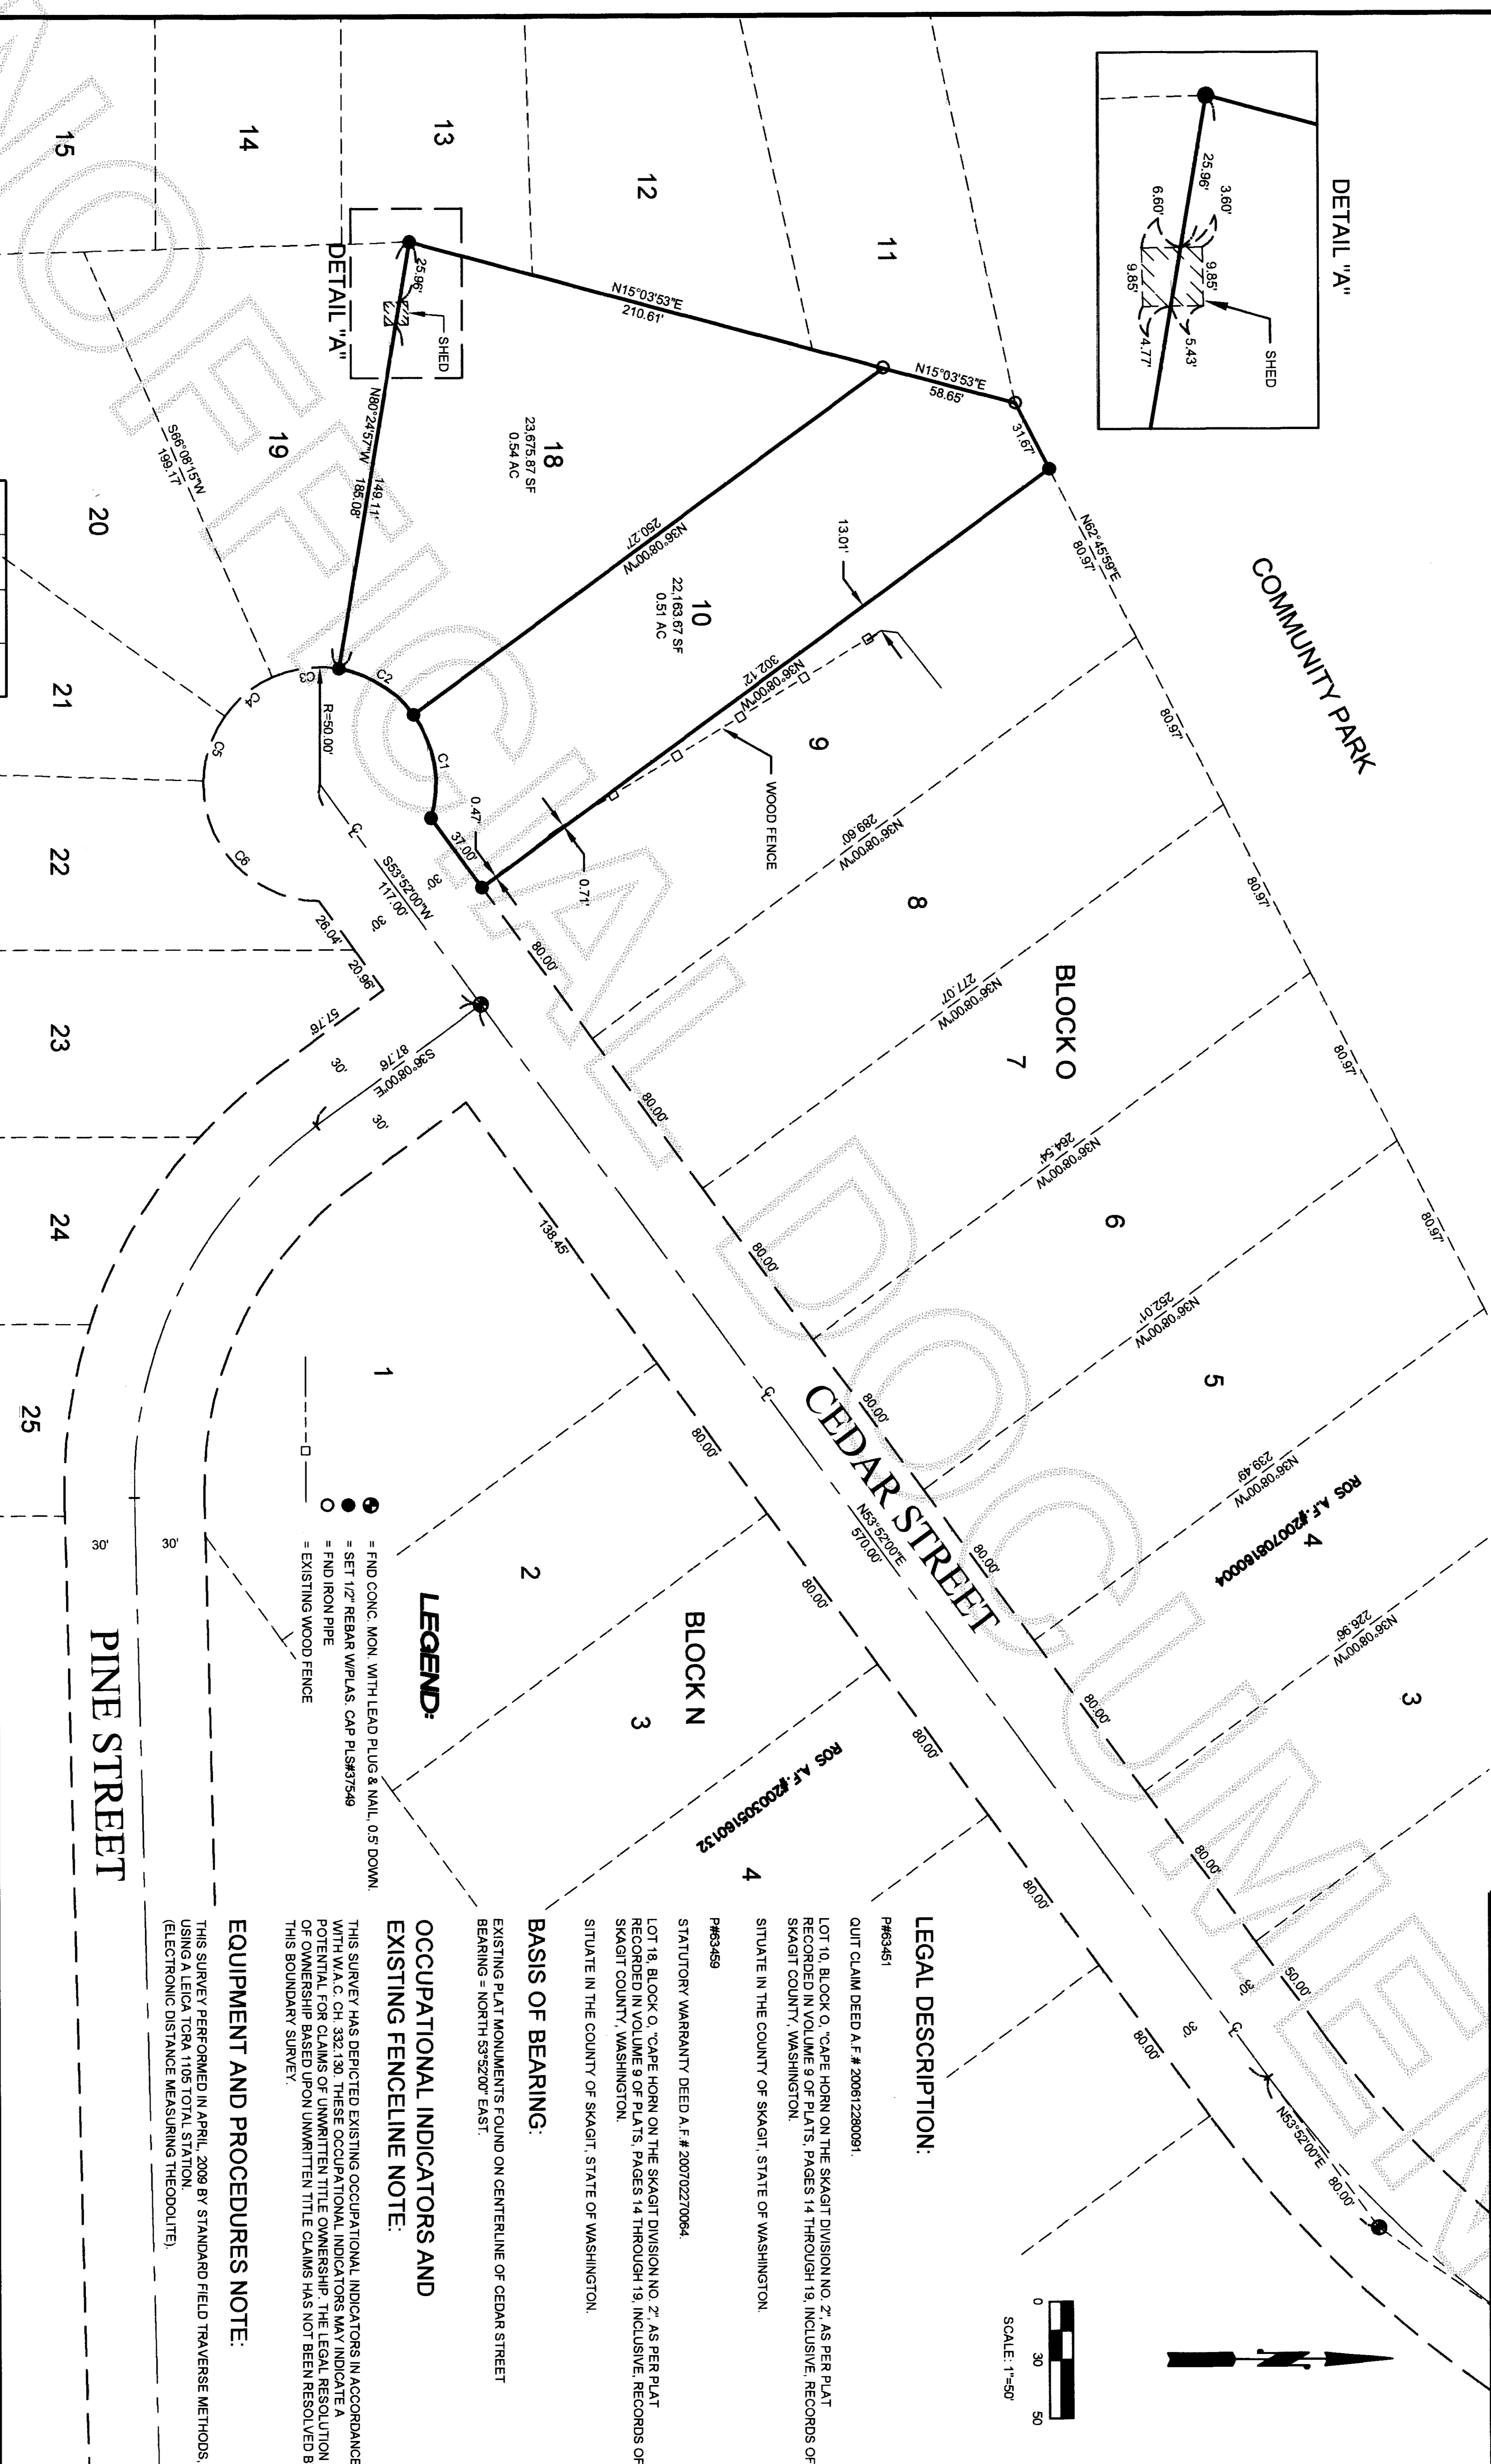 DETAIL "A"
25.96'
3.60'
6.60'
9.85'
9.85'
5.43'
4.77'
SHED
COMMUNITY PARK
11
12
13
14
15
N15°03'53"E
58.65'
31.67'
N15°03'53"E
210.61'
N62°45'59"E
80.97'
80.97'
80.97'
80.97'
80.97'
25.96'
SHED
DETAIL "A"
18
23,675.87 SF
0.54 AC
N80°24'57"W
149.11'
185.08'
N36°08'00"W
250.27'
10
22,163.67 SF
0.51 AC
13.01'
N36°08'00"W
302.12'
9
WOOD FENCE
0.47'
0.71'
37.00'
19
S66°08'15"W
199.17'
20
21
22
23
24
25
C1
C2
C3
C4
C5
C6
R=50.00'
S53°52'00"W
117.00'
30'
30'
26.04'
20.96'
57.76'
S36°08'00"E
87.76'
30'
30'
BLOCK O
N36°08'00"W
289.60'
8
N36°08'00"W
277.07'
7
N36°08'00"W
264.54'
6
N36°08'00"W
252.01'
5
N36°08'00"W
239.49'
4
ROS A.F.#200708160004
N36°08'00"W
226.96'
3
80.00'
80.00'
80.00'
80.00'
80.00'
80.00'
80.00'
50.00'
CEDAR STREET
N53°52'00"E
570.00'
138.45'
80.00'
80.00'
80.00'
80.00'
80.00'
30'
30'
N53°52'00"E
80.00'
1
2
BLOCK N
3
ROS A.F.#200305160132
4
PINE STREET
30'
30'
LEGEND:
= FND CONC. MON. WITH LEAD PLUG & NAIL, 0.5' DOWN.
= SET 1/2" REBAR W/PLAS. CAP PLS#37549
= FND IRON PIPE
= EXISTING WOOD FENCE
0 30 50
SCALE: 1"=50'
LEGAL DESCRIPTION:
P#63451
QUIT CLAIM DEED A.F.# 200612280091.
LOT 10, BLOCK O, "CAPE HORN ON THE SKAGIT DIVISION NO. 2", AS PER PLAT
RECORDED IN VOLUME 9 OF PLATS, PAGES 14 THROUGH 19, INCLUSIVE, RECORDS OF
SKAGIT COUNTY, WASHINGTON.
SITUATE IN THE COUNTY OF SKAGIT, STATE OF WASHINGTON.
P#63459
STATUTORY WARRANTY DEED A.F.# 200702270064.
LOT 18, BLOCK O, "CAPE HORN ON THE SKAGIT DIVISION NO. 2", AS PER PLAT
RECORDED IN VOLUME 9 OF PLATS, PAGES 14 THROUGH 19, INCLUSIVE, RECORDS OF
SKAGIT COUNTY, WASHINGTON.
SITUATE IN THE COUNTY OF SKAGIT, STATE OF WASHINGTON.
BASIS OF BEARING:
EXISTING PLAT MONUMENTS FOUND ON CENTERLINE OF CEDAR STREET
BEARING = NORTH 53°52'00" EAST.
OCCUPATIONAL INDICATORS AND
EXISTING FENCELINE NOTE:
THIS SURVEY HAS DEPICTED EXISTING OCCUPATIONAL INDICATORS IN ACCORDANCE
WITH W.A.C. CH. 332.130. THESE OCCUPATIONAL INDICATORS MAY INDICATE A
POTENTIAL FOR CLAIMS OF UNWRITTEN TITLE OWNERSHIP. THE LEGAL RESOLUTION
OF OWNERSHIP BASED UPON UNWRITTEN TITLE CLAIMS HAS NOT BEEN RESOLVED B
THIS BOUNDARY SURVEY.
EQUIPMENT AND PROCEDURES NOTE:
THIS SURVEY PERFORMED IN APRIL, 2009 BY STANDARD FIELD TRAVERSE METHODS,
USING A LEICA TCRA 1105 TOTAL STATION.
(ELECTRONIC DISTANCE MEASURING THEODOLITE).
UNOFFICIAL DOCUMEN